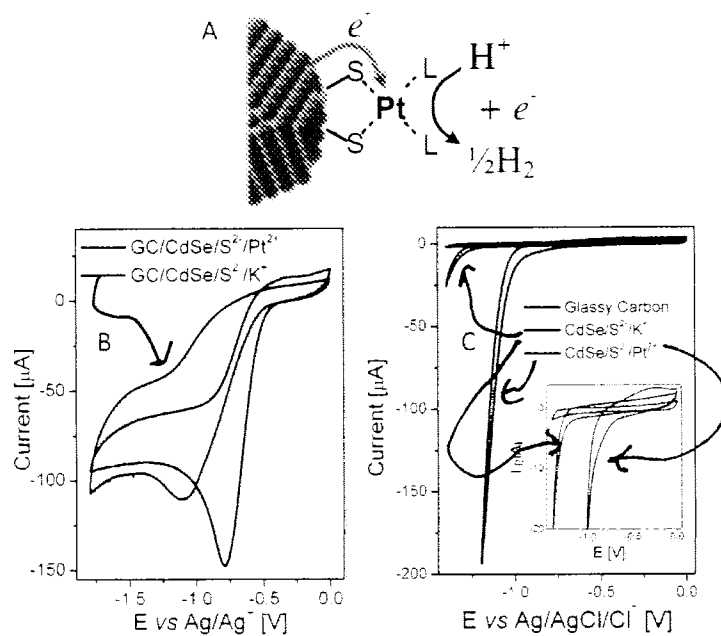 A
e⁻
S
S
Pt
L
L
H⁺
+ e⁻
½H₂
B
GC/CdSe/S²⁻/Pt²⁺
GC/CdSe/S²⁻/K⁺
Current [µA]
0
-50
-100
-150
-1.5
-1.0
-0.5
0.0
E vs Ag/Ag⁺ [V]
C
Glassy Carbon
CdSe/S²⁻/K⁺
CdSe/S²⁻/Pt²⁺
Current [µA]
0
-50
-100
-150
-200
-1.0
-0.5
0.0
E vs Ag/AgCl/Cl⁻ [V]
-20
-1.0
-0.5
0.0
E [V]